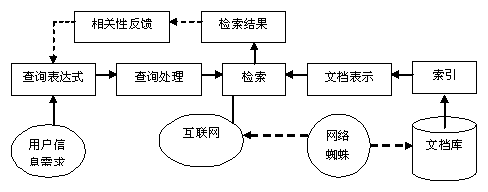 相关性反馈
检索结果
查询表达式
查询处理
检索
文档表示
索引
用户信
息需求
互联网
网络
蜘蛛
文档库